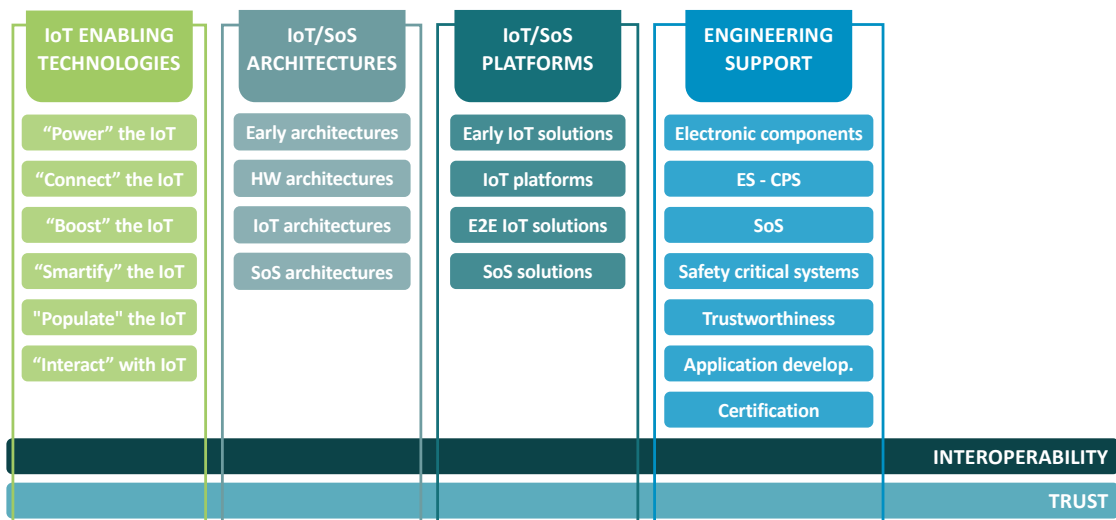 IoT ENABLING
TECHNOLOGIES
“Power” the IoT
“Connect” the IoT
“Boost” the IoT
“Smartify” the IoT
"Populate" the IoT
“Interact” with IoT
IoT/SoS
ARCHITECTURES
Early architectures
HW architectures
IoT architectures
SoS architectures
IoT/SoS
PLATFORMS
Early IoT solutions
IoT platforms
E2E IoT solutions
SoS solutions
ENGINEERING
SUPPORT
Electronic components
ES - CPS
SoS
Safety critical systems
Trustworthiness
Application develop.
Certification
INTEROPERABILITY
TRUST